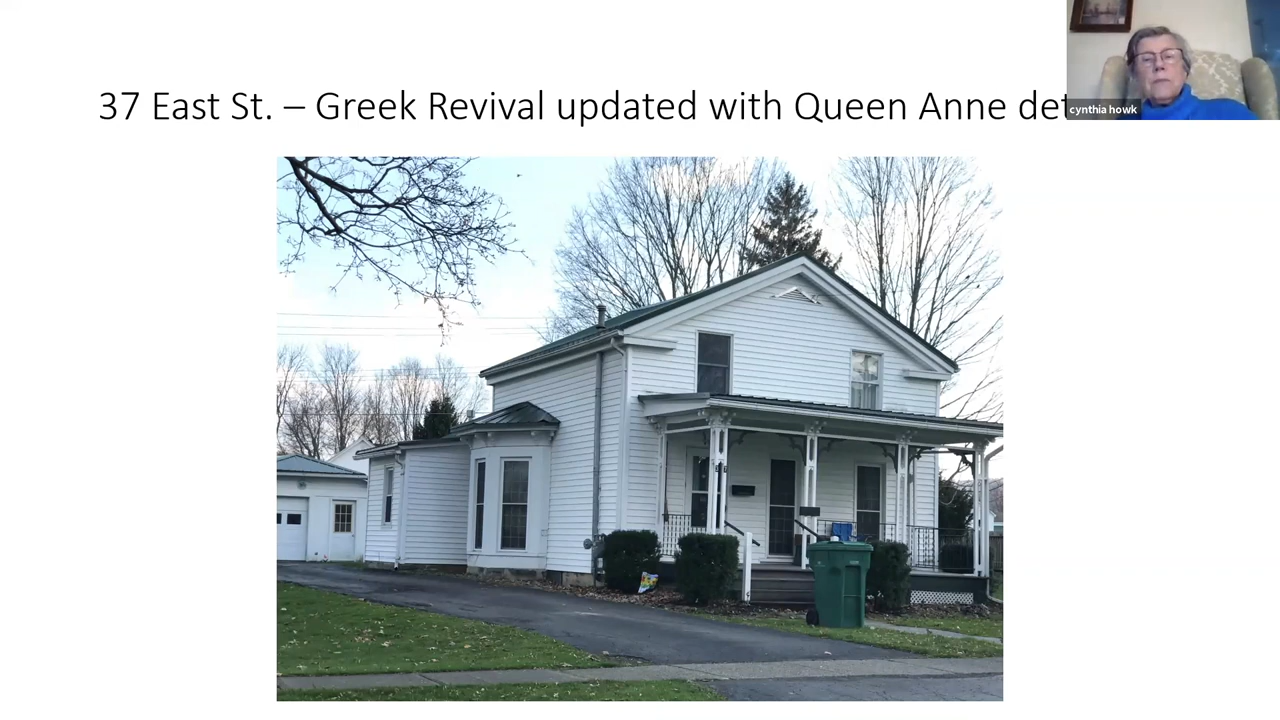 37 East St. – Greek Revival updated with Queen Anne det
cynthia howk